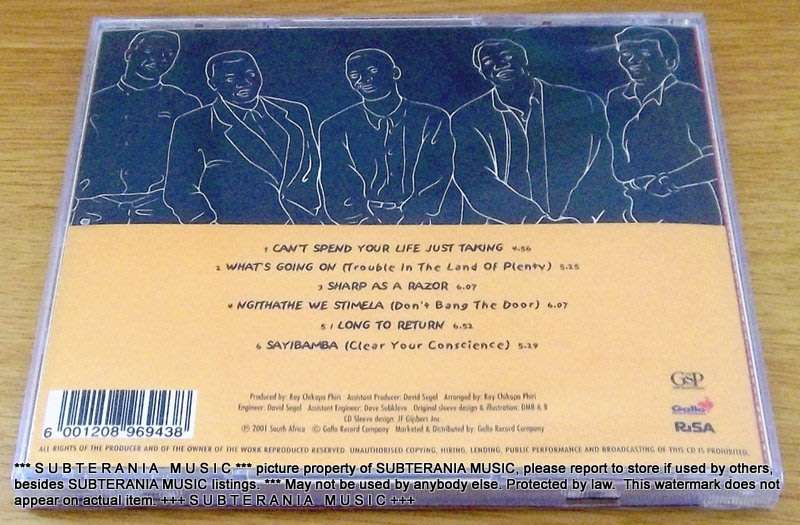 1 CAN'T SPEND YOUR LIFE JUST TAKING 4.56
2 WHAT'S GOING ON (Trouble In The Land Of Plenty) 5.25
3 SHARP AS A RAZOR 6.07
4 NGITHATHE WE STIMELA (Don't Bang The Door) 6.07
5 I LONG TO RETURN 6.52
6 SAYIBAMBA (Clear Your Conscience) 5.29
Produced by: Ray Chikapa Phiri Assistant Producer: David Segal Arranged by: Ray Chikapa Phiri
Engineer: David Segal Assistant Engineer: Dave Sobkleve Original sleeve design & illustration: DMB & B
CD Sleeve design: JF Gijsbers Inc
℗ 2001 South Africa © Gallo Record Company Marketed & Distributed by: Gallo Record Company
GSP
Gallo
RiSA
6 001208 969438
ALL RIGHTS OF THE PRODUCER AND OF THE OWNER OF THE WORK REPRODUCED RESERVED. UNAUTHORISED COPYING, HIRING, LENDING, PUBLIC PERFORMANCE AND BROADCASTING OF THIS CD IS PROHIBITED.
*** S U B T E R A N I A M U S I C *** picture property of SUBTERANIA MUSIC, please report to store if used by others,
besides SUBTERANIA MUSIC listings. *** May not be used by anybody else. Protected by law. This watermark does not
appear on actual item. +++ S U B T E R A N I A M U S I C +++